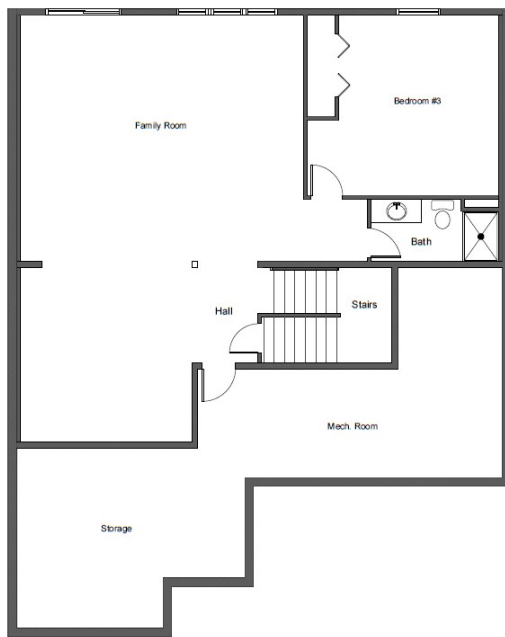 Bedroom #3
Family Room
Bath
Stairs
Hall
Mech. Room
Storage